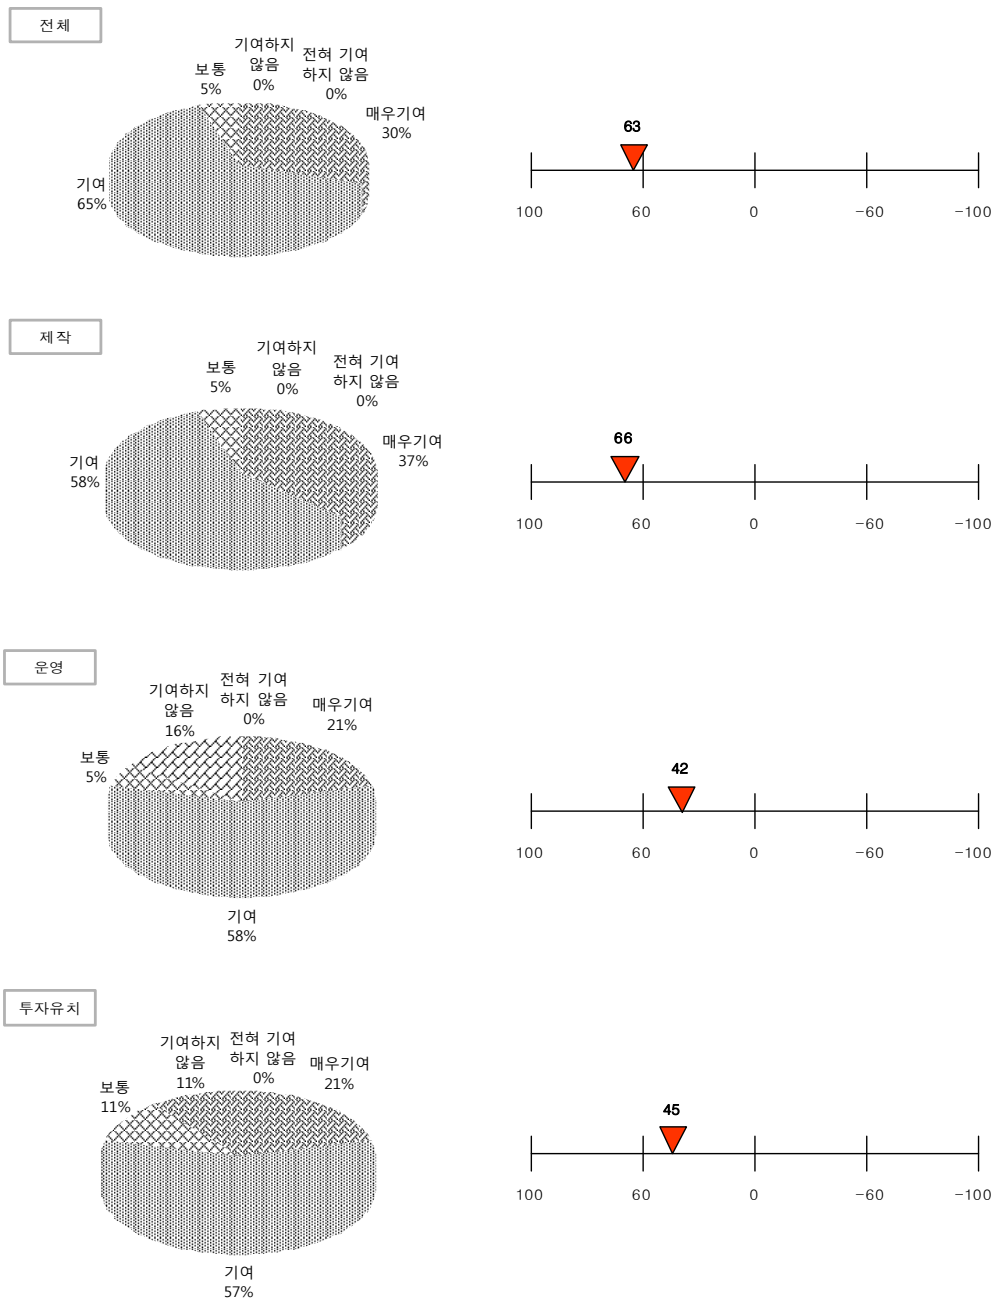 전체
기여하지
않음
0%
전혀 기여
하지 않음
0%
보통
5%
매우기여
30%
기여
65%
63
100 60 0 -60 -100
제작
기여하지
않음
0%
전혀 기여
하지 않음
0%
보통
5%
매우기여
37%
기여
58%
66
100 60 0 -60 -100
운영
기여하지
않음
16%
전혀 기여
하지 않음
0%
매우기여
21%
보통
5%
기여
58%
42
100 60 0 -60 -100
투자유치
기여하지
않음
11%
전혀 기여
하지 않음
0%
매우기여
21%
보통
11%
기여
57%
45
100 60 0 -60 -100